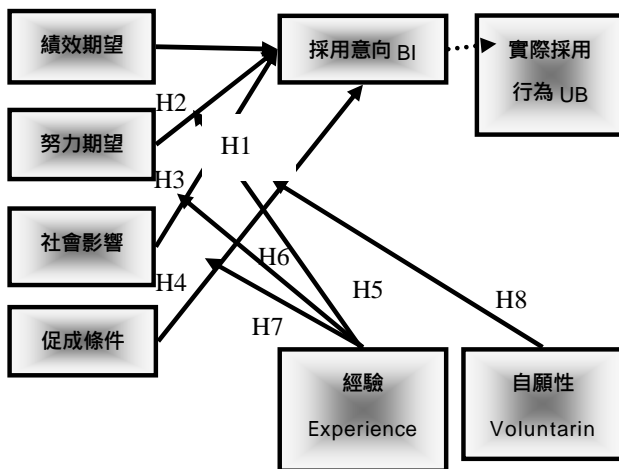 績效期望
採用意向 BI
實際採用
行為 UB
H2
努力期望
H1
H3
社會影響
H6
H4
H5
H8
H7
促成條件
經驗
Experience
自願性
Voluntarin